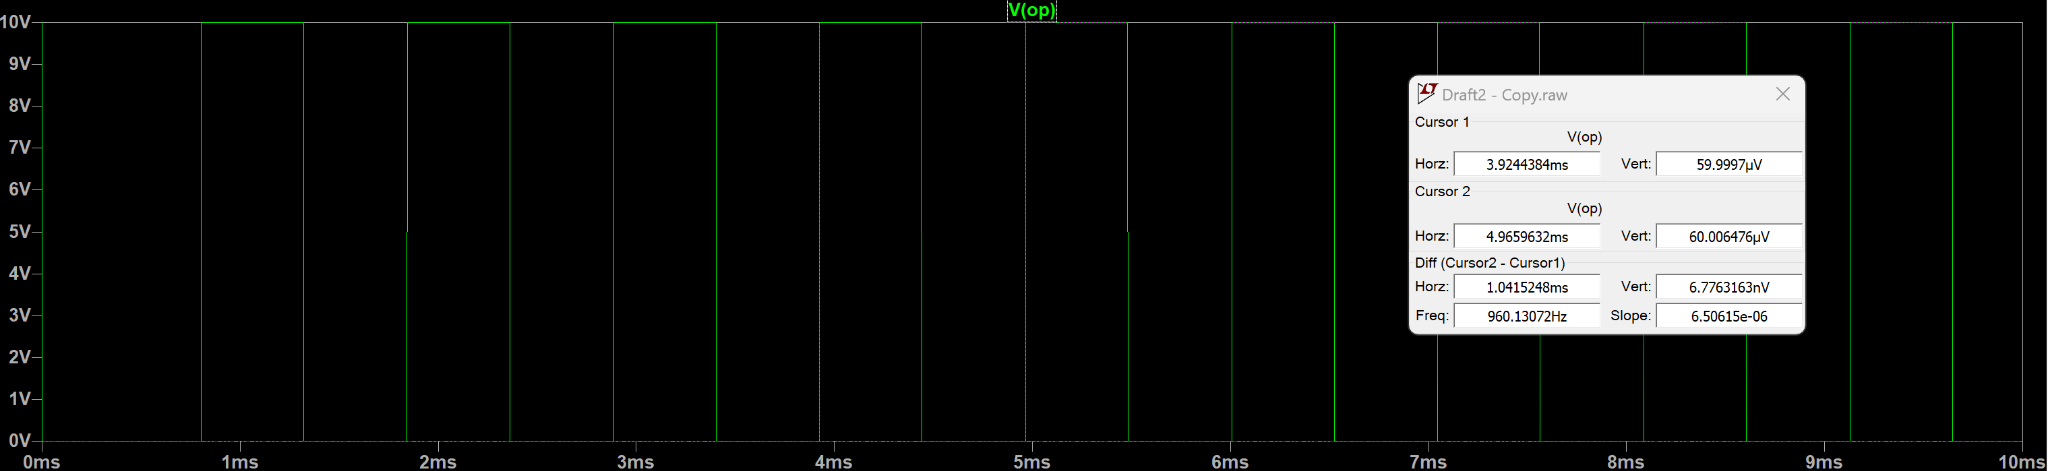 V(op)
10V
9V
8V
7V
6V
5V
4V
3V
2V
1V
0V
0ms 1ms 2ms 3ms 4ms 5ms 6ms 7ms 8ms 9ms 10ms
Draft2 - Copy.raw
Cursor 1
V(op)
Horz: 3.9244384ms Vert: 59.9997µV
Cursor 2
V(op)
Horz: 4.9659632ms Vert: 60.006476µV
Diff (Cursor2 - Cursor1)
Horz: 1.0415248ms Vert: 6.7763163nV
Freq: 960.13072Hz Slope: 6.50615e-06